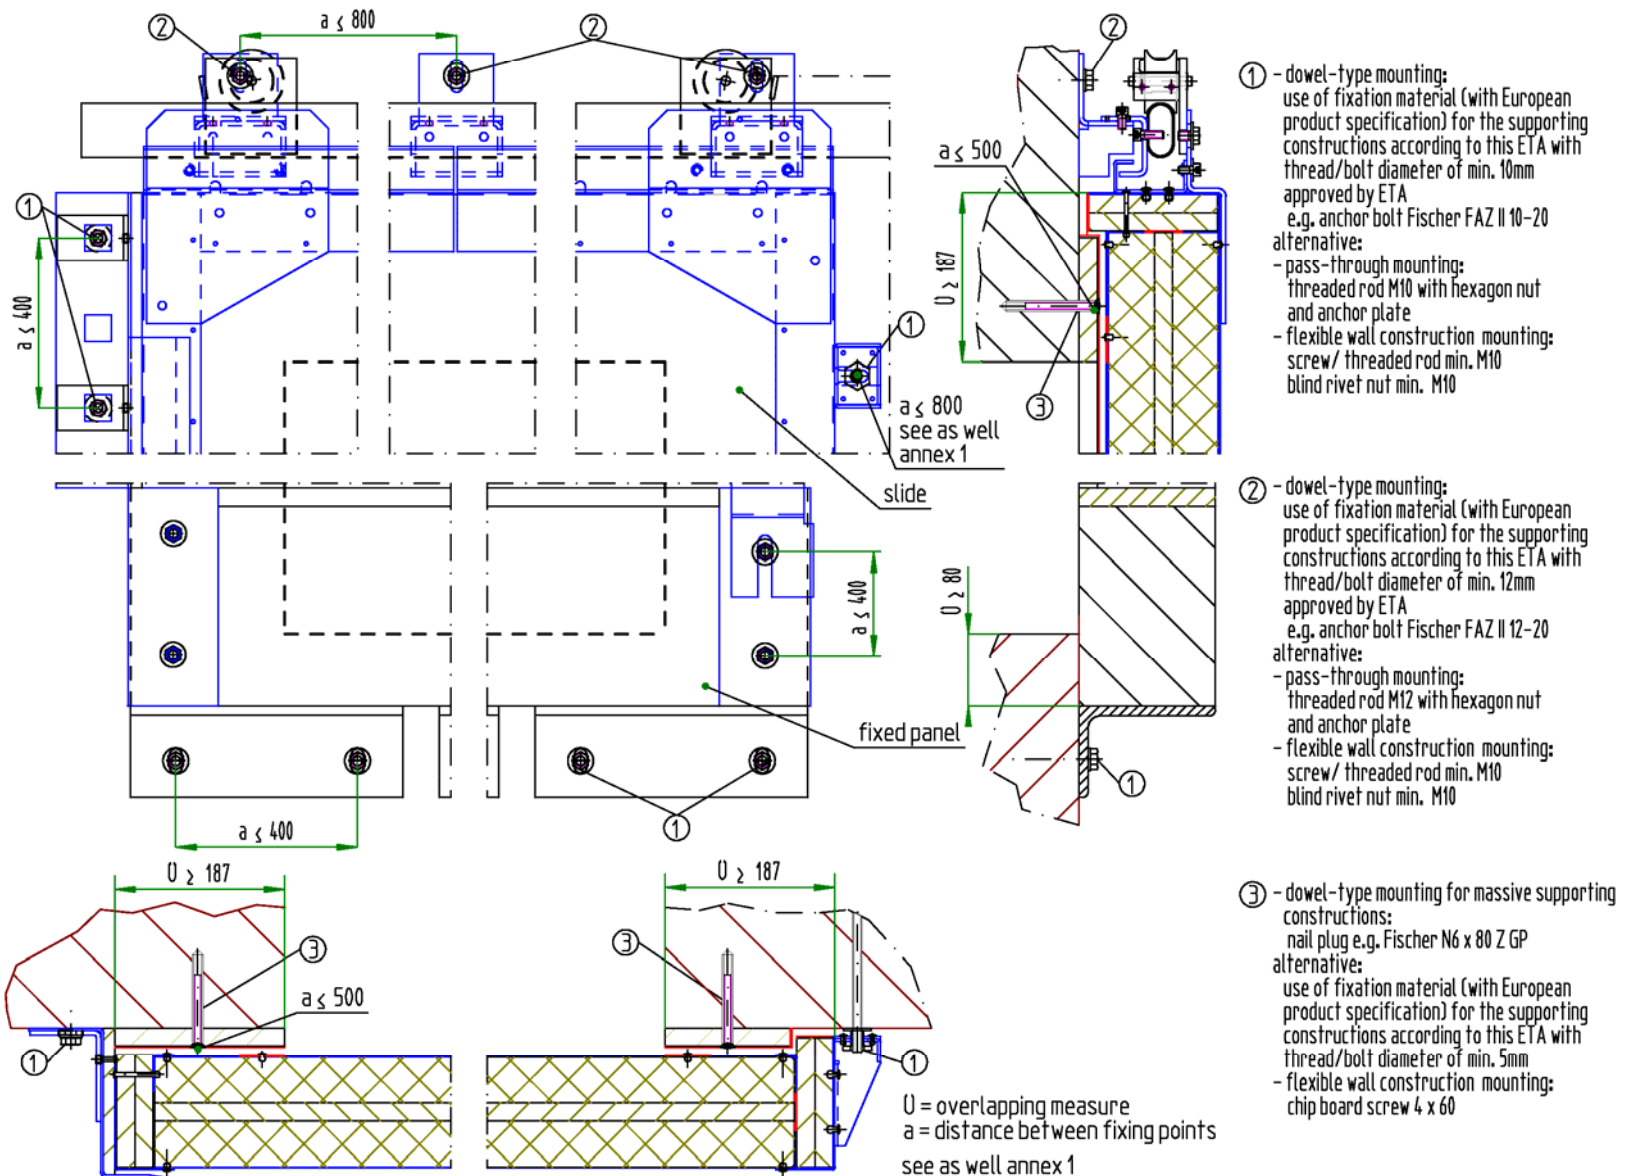 ② a ≤ 800 ②
①
a ≤ 400
①
a ≤ 800
see as well
annex 1
slide
a ≤ 400
fixed panel
①
a ≤ 400
②
a ≤ 500
Ü ≥ 187
③
Ü ≥ 80
①
Ü ≥ 187
Ü ≥ 187
③
a ≤ 500
③
①
①
Ü = overlapping measure
a = distance between fixing points
see as well annex 1
① - dowel-type mounting:
use of fixation material (with European
product specification) for the supporting
constructions according to this ETA with
thread/bolt diameter of min. 10mm
approved by ETA
e.g. anchor bolt Fischer FAZ II 10-20
alternative:
- pass-through mounting:
threaded rod M10 with hexagon nut
and anchor plate
- flexible wall construction mounting:
screw/ threaded rod min. M10
blind rivet nut min. M10
② - dowel-type mounting:
use of fixation material (with European
product specification) for the supporting
constructions according to this ETA with
thread/bolt diameter of min. 12mm
approved by ETA
e.g. anchor bolt Fischer FAZ II 12-20
alternative:
- pass-through mounting:
threaded rod M12 with hexagon nut
and anchor plate
- flexible wall construction mounting:
screw/ threaded rod min. M10
blind rivet nut min. M10
③ - dowel-type mounting for massive supporting
constructions:
nail plug e.g. Fischer N6 x 80 Z GP
alternative:
use of fixation material (with European
product specification) for the supporting
constructions according to this ETA with
thread/bolt diameter of min. 5mm
- flexible wall construction mounting:
chip board screw 4 x 60